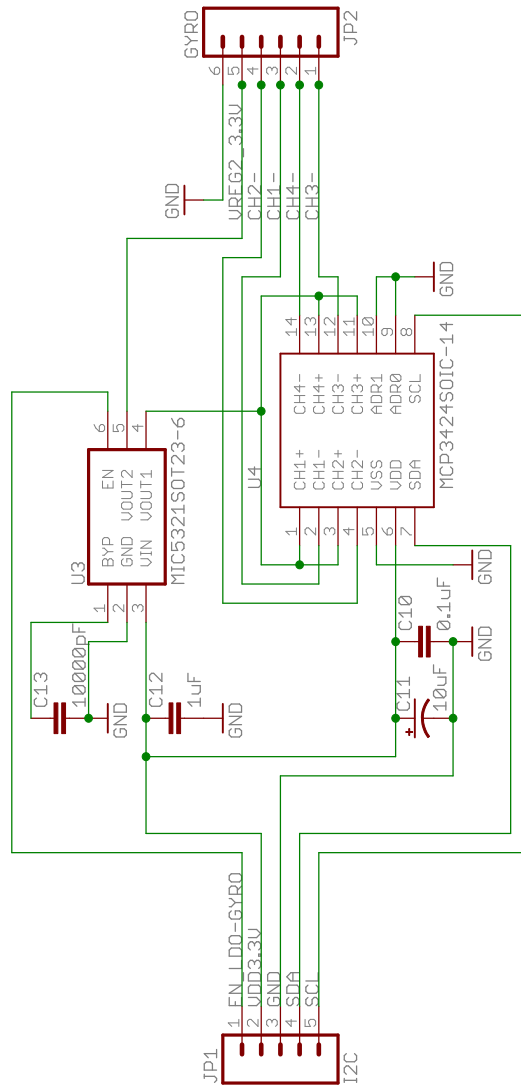 GYRO
JP2
6
5
4
3
2
1
GND
VREG2_3.3V
CH2-
CH1-
CH4-
CH3-
U3
BYP
GND
VIN
EN
VOUT2
VOUT1
1
2
3
6
5
4
MIC5321SOT23-6
C13
10000pF
GND
C12
1uF
GND
U4
CH1+
CH1-
CH2+
CH2-
VSS
VDD
SDA
CH4-
CH4+
CH3-
CH3+
ADR1
ADR0
SCL
1
2
3
4
5
6
7
14
13
12
11
10
9
8
MCP3424SOIC-14
GND
GND
C10
0.1uF
GND
C11
+
10uF
JP1
I2C
1
2
3
4
5
EN_LDO-GYRO
VDD3.3V
GND
SDA
SCL